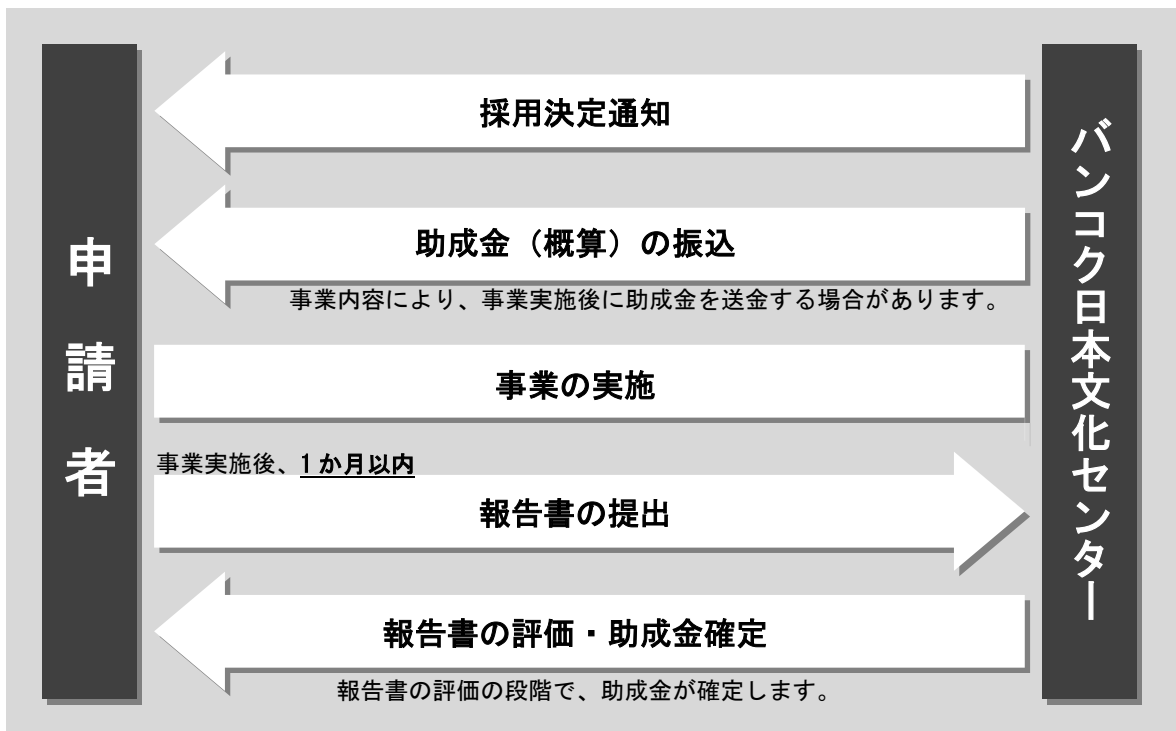 申請者
採用決定通知
助成金（概算）の振込
事業内容により、事業実施後に助成金を送金する場合があります。
事業の実施
事業実施後、1か月以内
報告書の提出
報告書の評価・助成金確定
報告書の評価の段階で、助成金が確定します。
バンコク日本文化センター